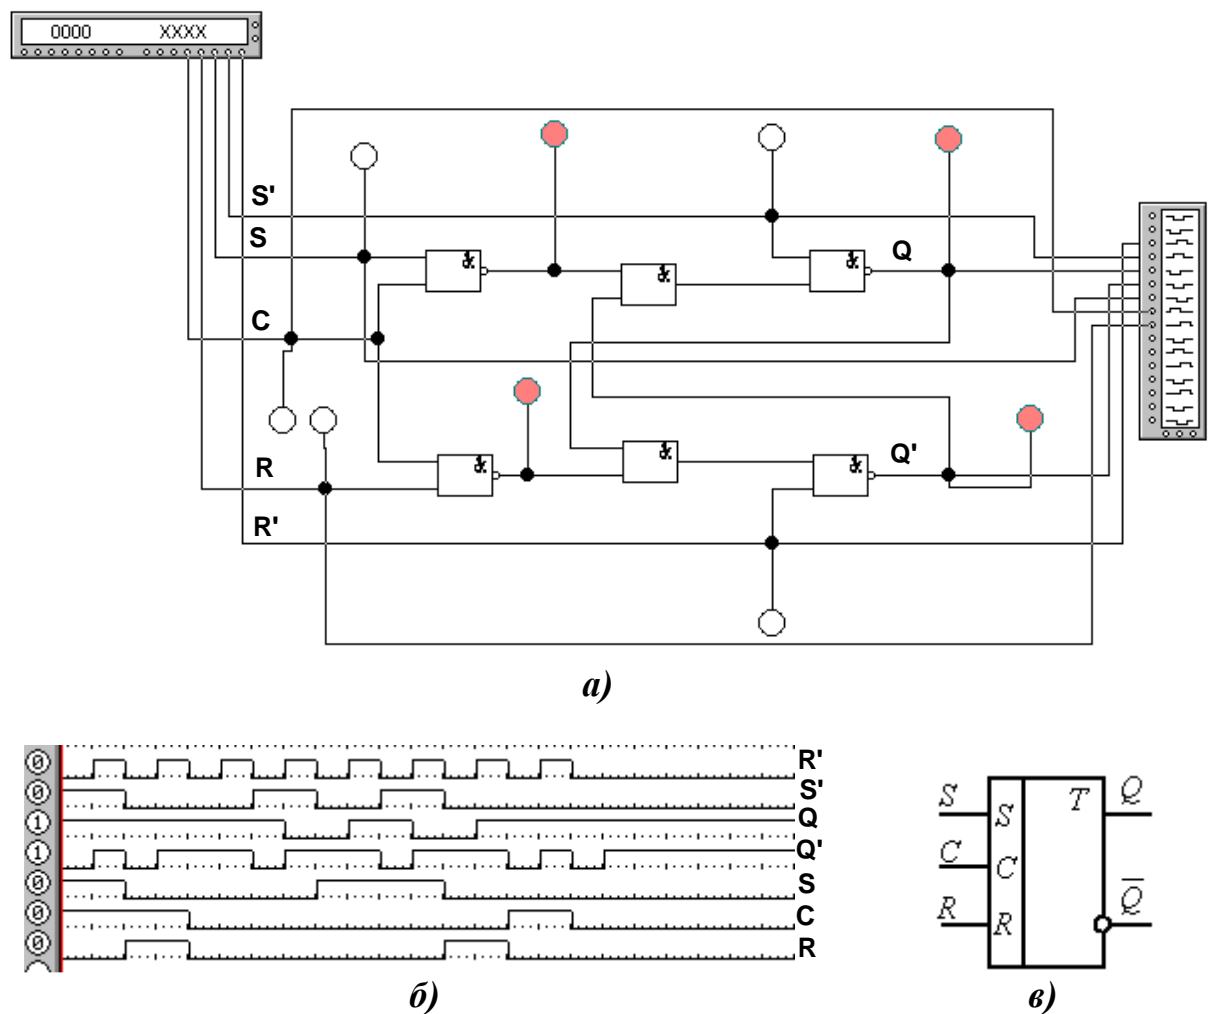 0000 XXXX
S'
S
Q
C
R
Q'
R'
&
&
&
&
&
&
а)
0 R'
0 S'
1 Q
1 Q'
0 S
0 C
0 R
б)
S S T Q
C C
R R Q̅
в)